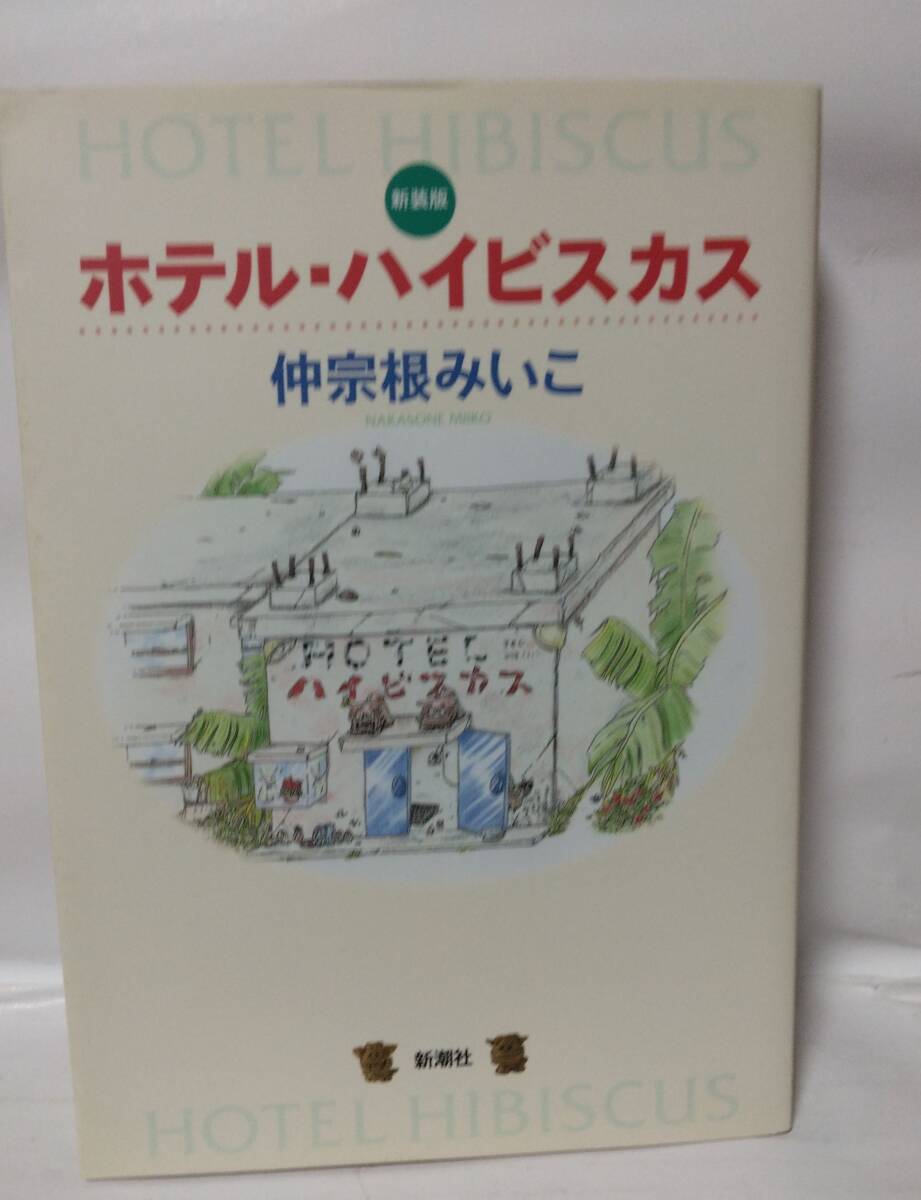 HOTEL HIBISCUS
新装版
ホテル・ハイビスカス
仲宗根みいこ
NAKASONE MIIKO
HOTEL
ハイビスカス
新潮社
HOTEL HIBISCUS